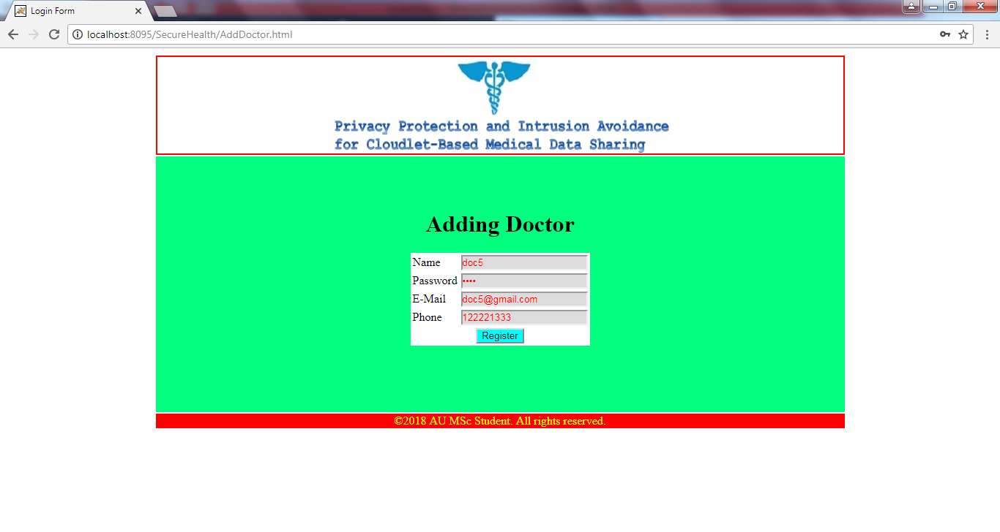 Login Form
localhost:8095/SecureHealth/AddDoctor.html
Privacy Protection and Intrusion Avoidance
for Cloudlet-Based Medical Data Sharing
Adding Doctor
Name doc5
Password ••••
E-Mail doc5@gmail.com
Phone 122221333
Register
©2018 AU MSc Student. All rights reserved.